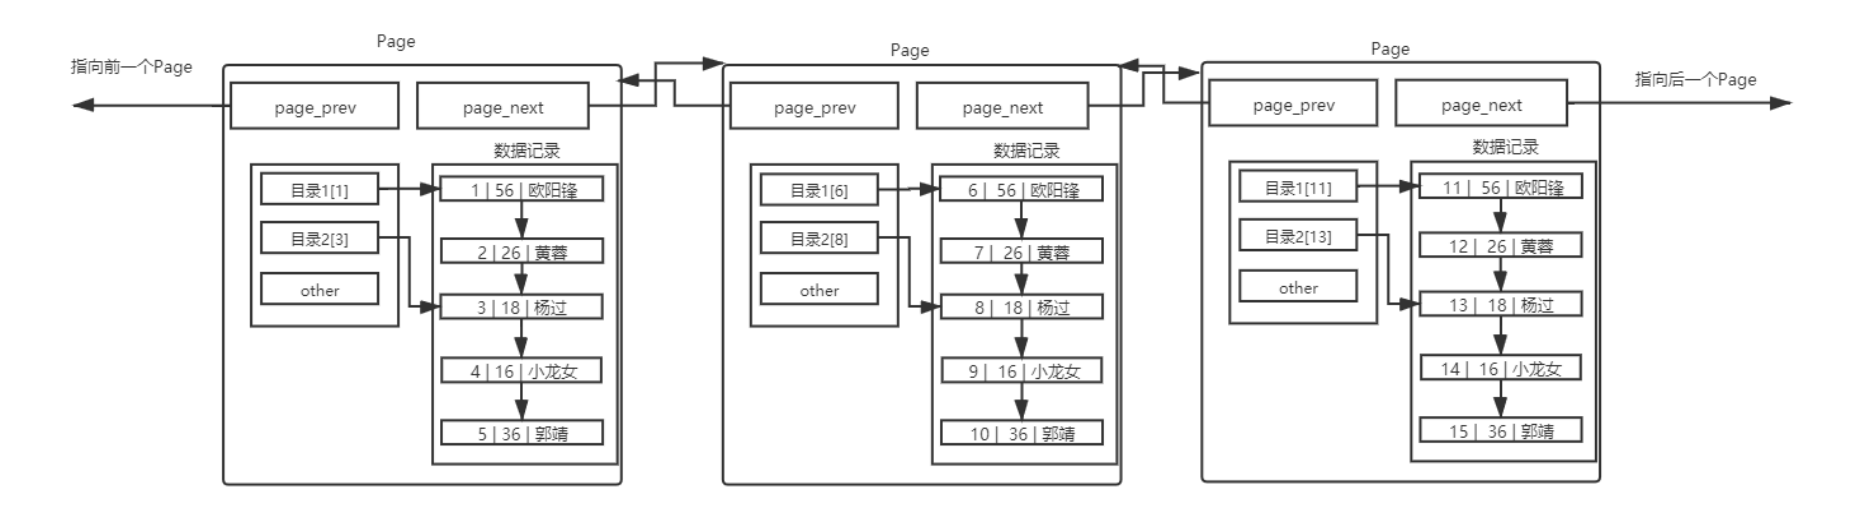 指向前一个Page
Page
page_prev
page_next
数据记录
目录1[1]
目录2[3]
other
1 | 56 | 欧阳锋
2 | 26 | 黄蓉
3 | 18 | 杨过
4 | 16 | 小龙女
5 | 36 | 郭靖
Page
page_prev
page_next
数据记录
目录1[6]
目录2[8]
other
6 | 56 | 欧阳锋
7 | 26 | 黄蓉
8 | 18 | 杨过
9 | 16 | 小龙女
10 | 36 | 郭靖
Page
page_prev
page_next
数据记录
目录1[11]
目录2[13]
other
11 | 56 | 欧阳锋
12 | 26 | 黄蓉
13 | 18 | 杨过
14 | 16 | 小龙女
15 | 36 | 郭靖
指向后一个Page